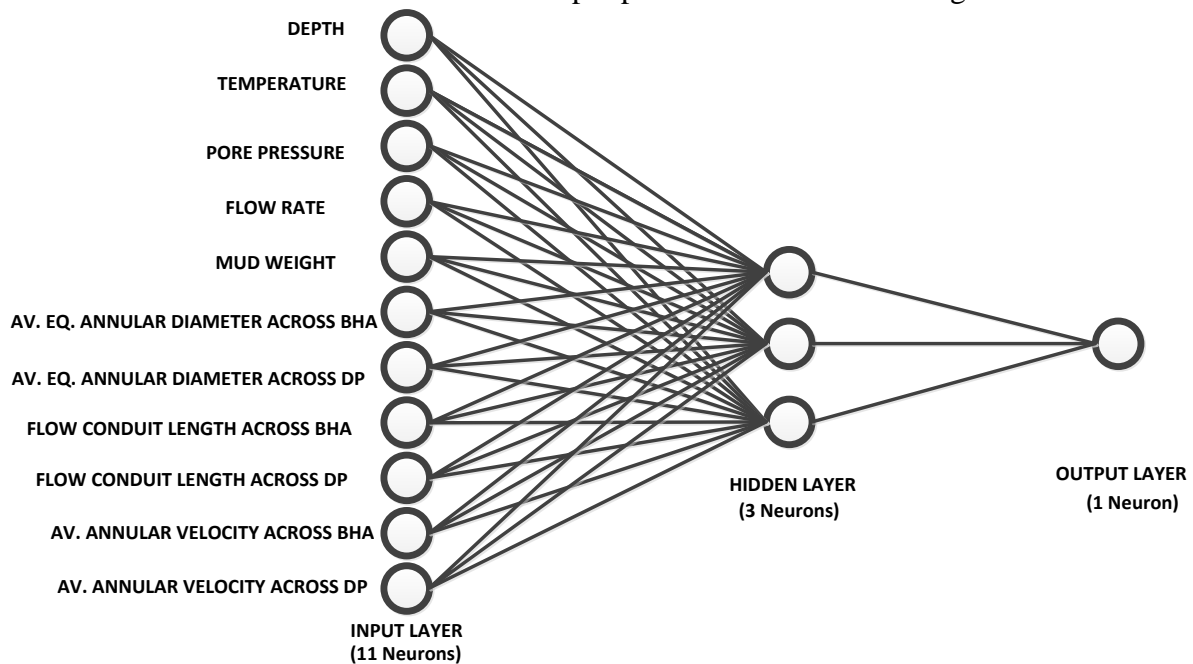 DEPTH
TEMPERATURE
PORE PRESSURE
FLOW RATE
MUD WEIGHT
AV. EQ. ANNULAR DIAMETER ACROSS BHA
AV. EQ. ANNULAR DIAMETER ACROSS DP
FLOW CONDUIT LENGTH ACROSS BHA
FLOW CONDUIT LENGTH ACROSS DP
AV. ANNULAR VELOCITY ACROSS BHA
AV. ANNULAR VELOCITY ACROSS DP
INPUT LAYER
(11 Neurons)
HIDDEN LAYER
(3 Neurons)
OUTPUT LAYER
(1 Neuron)